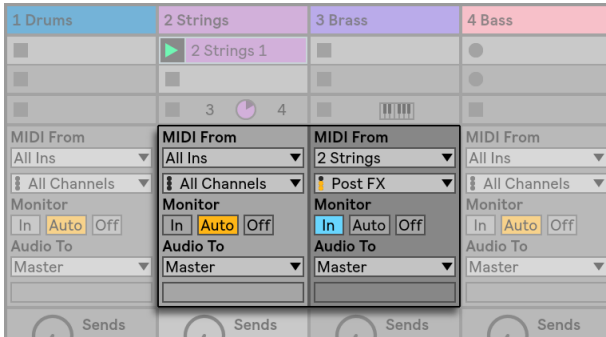 1 Drums 2 Strings 3 Brass 4 Bass
2 Strings 1
3 4
MIDI From MIDI From MIDI From MIDI From
All Ins All Ins 2 Strings All Ins
All Channels All Channels Post FX All Channels
Monitor Monitor Monitor Monitor
In Auto Off In Auto Off In Auto Off In Auto Off
Audio To Audio To Audio To Audio To
Master Master Master Master
Sends Sends Sends Sends